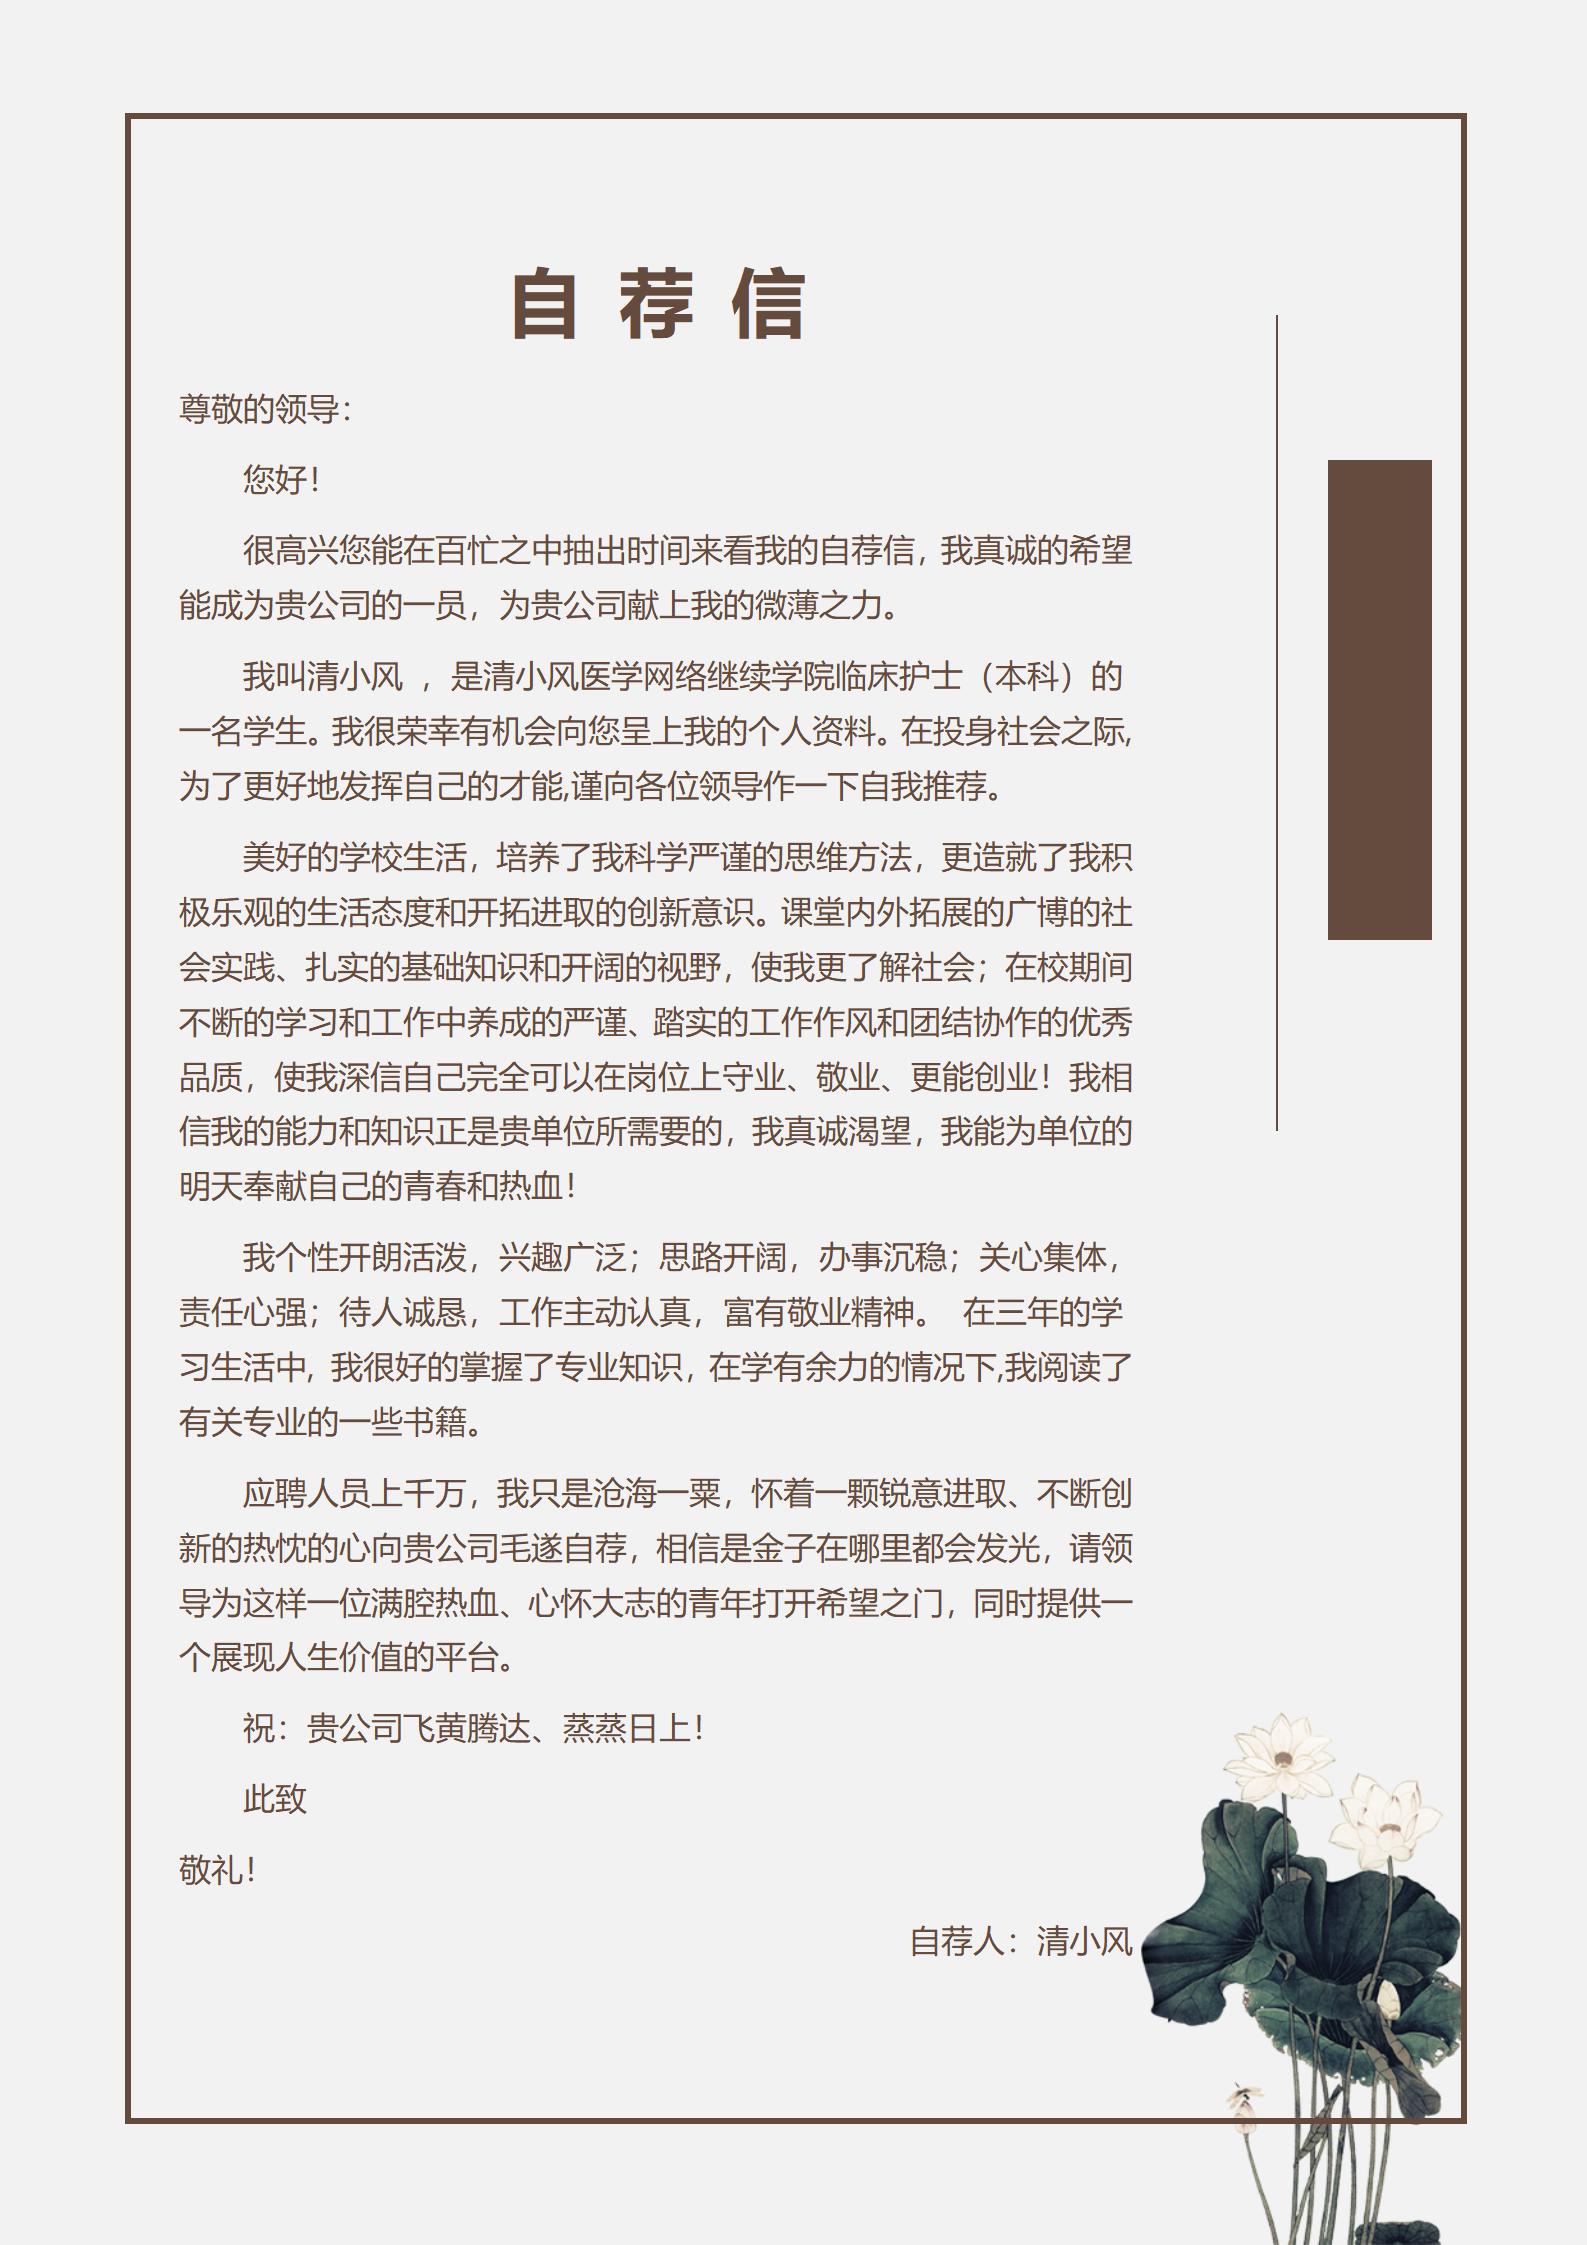 自荐信
尊敬的领导：
您好！
很高兴您能在百忙之中抽出时间来看我的自荐信，我真诚的希望
能成为贵公司的一员，为贵公司献上我的微薄之力。
我叫清小风 ，是清小风医学网络继续学院临床护士（本科）的
一名学生。我很荣幸有机会向您呈上我的个人资料。在投身社会之际,
为了更好地发挥自己的才能,谨向各位领导作一下自我推荐。
美好的学校生活，培养了我科学严谨的思维方法，更造就了我积
极乐观的生活态度和开拓进取的创新意识。课堂内外拓展的广博的社
会实践、扎实的基础知识和开阔的视野，使我更了解社会；在校期间
不断的学习和工作中养成的严谨、踏实的工作作风和团结协作的优秀
品质，使我深信自己完全可以在岗位上守业、敬业、更能创业！我相
信我的能力和知识正是贵单位所需要的，我真诚渴望，我能为单位的
明天奉献自己的青春和热血！
我个性开朗活泼，兴趣广泛；思路开阔，办事沉稳；关心集体，
责任心强；待人诚恳，工作主动认真，富有敬业精神。 在三年的学
习生活中, 我很好的掌握了专业知识，在学有余力的情况下,我阅读了
有关专业的一些书籍。
应聘人员上千万，我只是沧海一粟，怀着一颗锐意进取、不断创
新的热忱的心向贵公司毛遂自荐，相信是金子在哪里都会发光，请领
导为这样一位满腔热血、心怀大志的青年打开希望之门，同时提供一
个展现人生价值的平台。
祝：贵公司飞黄腾达、蒸蒸日上！
此致
敬礼！
自荐人：清小风